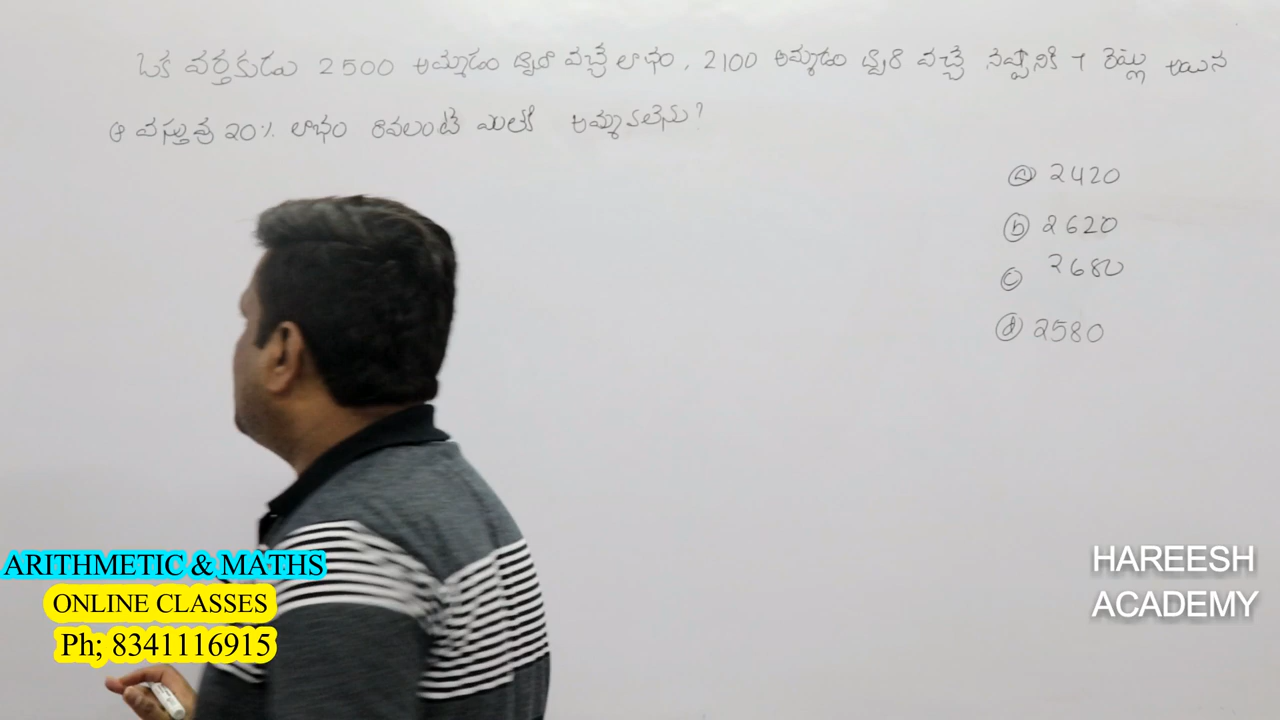 ఒక వర్తకుడు 2500 అమ్మడం ద్వారా వచ్చే లాభం, 2100 అమ్మడం ద్వారా వచ్చే నష్టానికి 7 రెట్లు అయిన
ఆ వస్తువు 20% లాభం రావలంటే ఎంతకి అమ్మవలెను?
ⓐ 2420
ⓑ 2620
ⓒ 2680
ⓓ 2580
ARITHMETIC & MATHS
ONLINE CLASSES
Ph; 8341116915
HAREESH
ACADEMY